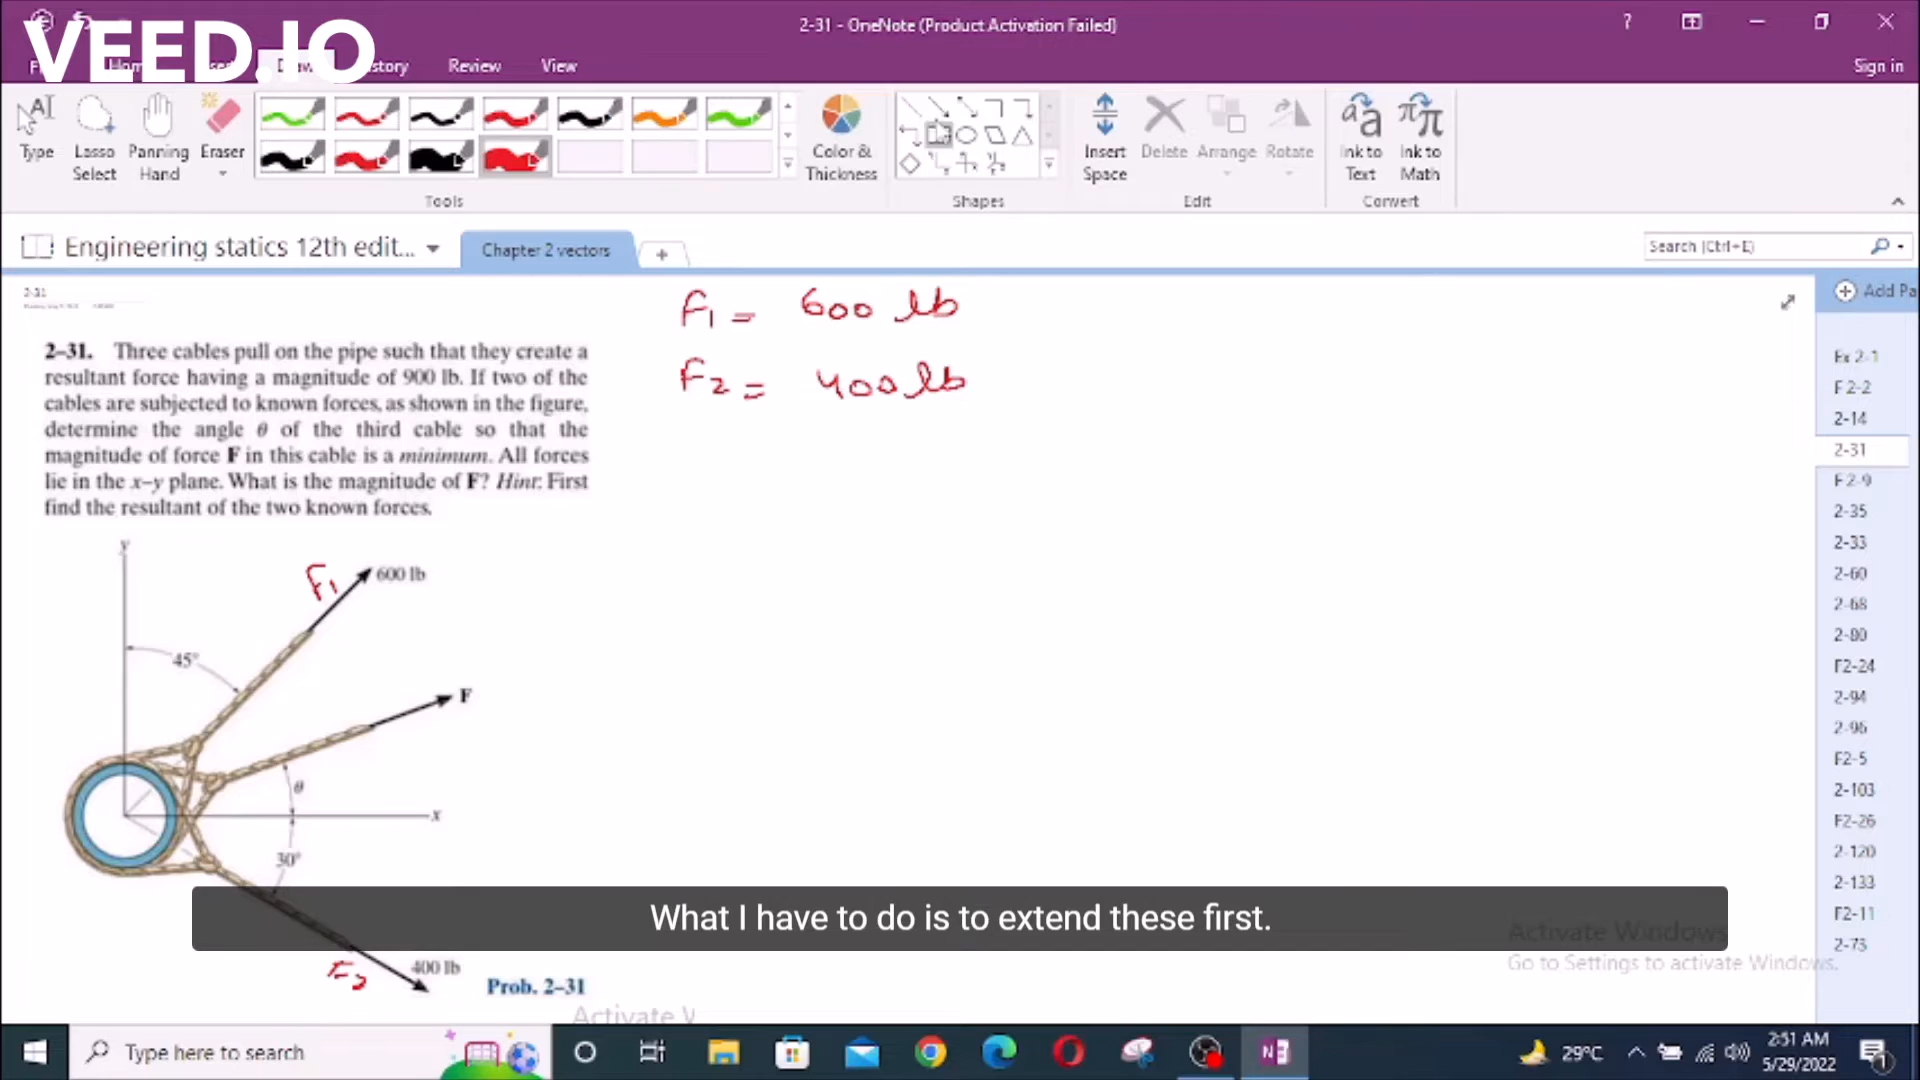 VEED.IO
2-31 - OneNote (Product Activation Failed)
?
Review
View
Sign in
Type
Lasso Select
Panning Hand
Eraser
Color & Thickness
Insert Space
Delete
Arrange
Rotate
Ink to Text
Ink to Math
Tools
Shapes
Edit
Convert
Engineering statics 12th edit...
Chapter 2 vectors
Search (Ctrl+E)
2-31
Add Pa
F1 = 600 lb
F2 = 400 lb
2–31. Three cables pull on the pipe such that they create a
resultant force having a magnitude of 900 lb. If two of the
cables are subjected to known forces, as shown in the figure,
determine the angle θ of the third cable so that the
magnitude of force F in this cable is a minimum. All forces
lie in the x–y plane. What is the magnitude of F? Hint: First
find the resultant of the two known forces.
y
F1
600 lb
45°
F
θ
x
30°
F2
400 lb
Prob. 2–31
Ex 2-1
F 2-2
2-14
2-31
F 2-9
2-35
2-33
2-60
2-68
2-80
F2-24
2-94
2-96
F2-5
2-103
F2-26
2-120
2-133
F2-11
2-73
What I have to do is to extend these first.
Activate Windows
Go to Settings to activate Windows.
Type here to search
29°C
2:51 AM
5/29/2022
1